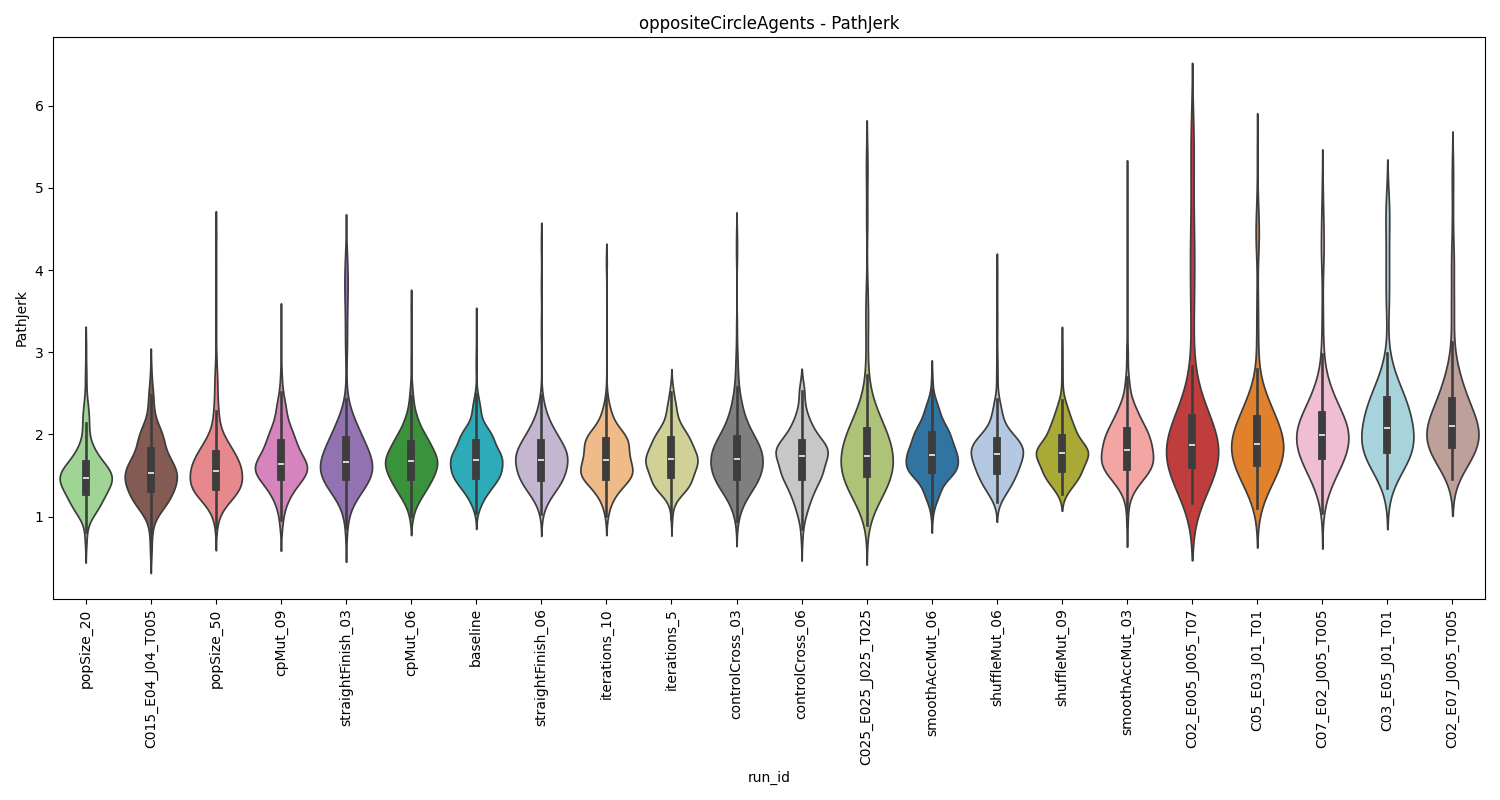 oppositeCircleAgents - PathJerk
PathJerk
6
5
4
3
2
1
popSize_20
C015_E04_J04_T005
popSize_50
cpMut_09
straightFinish_03
cpMut_06
baseline
straightFinish_06
iterations_10
iterations_5
controlCross_03
controlCross_06
C025_E025_J025_T025
smoothAccMut_06
shuffleMut_06
shuffleMut_09
smoothAccMut_03
C02_E005_J005_T07
C05_E03_J01_T01
C07_E02_J005_T005
C03_E05_J01_T01
C02_E07_J005_T005
run_id